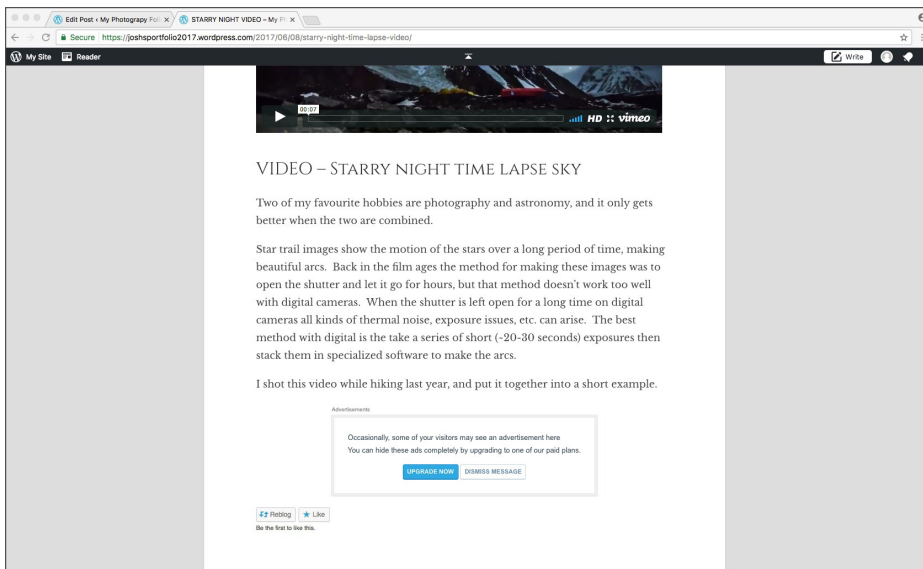 Edit Post ‹ My Photograpy Foli
STARRY NIGHT VIDEO – My P
Secure https://joshsportfolio2017.wordpress.com/2017/06/08/starry-night-time-lapse-video/
My Site Reader Write
00:07
HD vimeo
VIDEO – Starry night time lapse sky
Two of my favourite hobbies are photography and astronomy, and it only gets
better when the two are combined.
Star trail images show the motion of the stars over a long period of time, making
beautiful arcs. Back in the film ages the method for making these images was to
open the shutter and let it go for hours, but that method doesn't work too well
with digital cameras. When the shutter is left open for a long time on digital
cameras all kinds of thermal noise, exposure issues, etc. can arise. The best
method with digital is the take a series of short (~20-30 seconds) exposures then
stack them in specialized software to make the arcs.
I shot this video while hiking last year, and put it together into a short example.
Advertisements
Occasionally, some of your visitors may see an advertisement here
You can hide these ads completely by upgrading to one of our paid plans.
UPGRADE NOW DISMISS MESSAGE
Reblog Like
Be the first to like this.